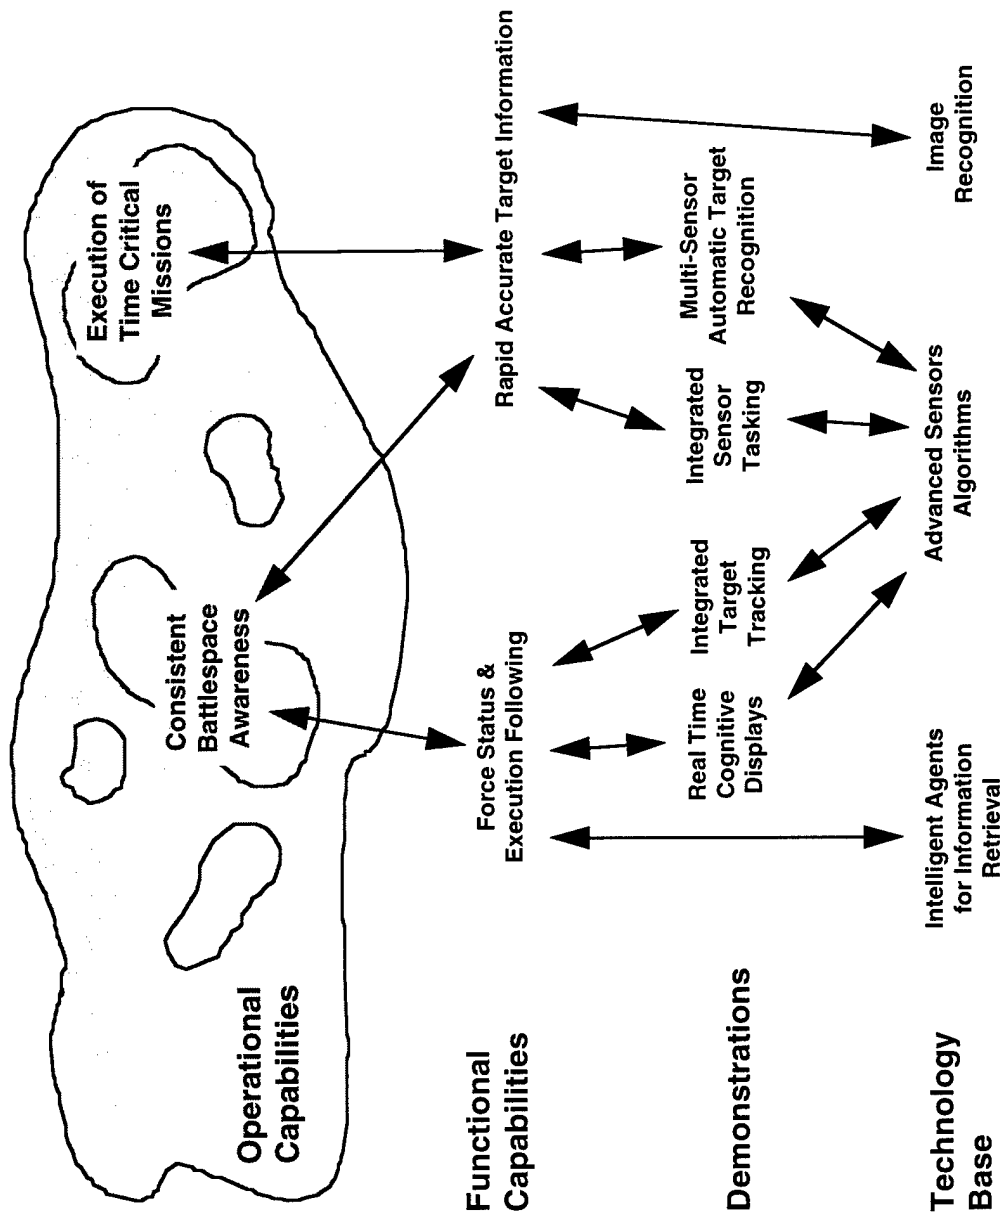 Operational
Capabilities
Consistent
Battlespace
Awareness
Execution of
Time Critical
Missions
Functional
Capabilities
Force Status &
Execution Following
Rapid Accurate Target Information
Demonstrations
Real Time
Cognitive
Displays
Integrated
Target
Tracking
Integrated
Sensor
Tasking
Multi-Sensor
Automatic Target
Recognition
Technology
Base
Intelligent Agents
for Information
Retrieval
Advanced Sensors
Algorithms
Image
Recognition